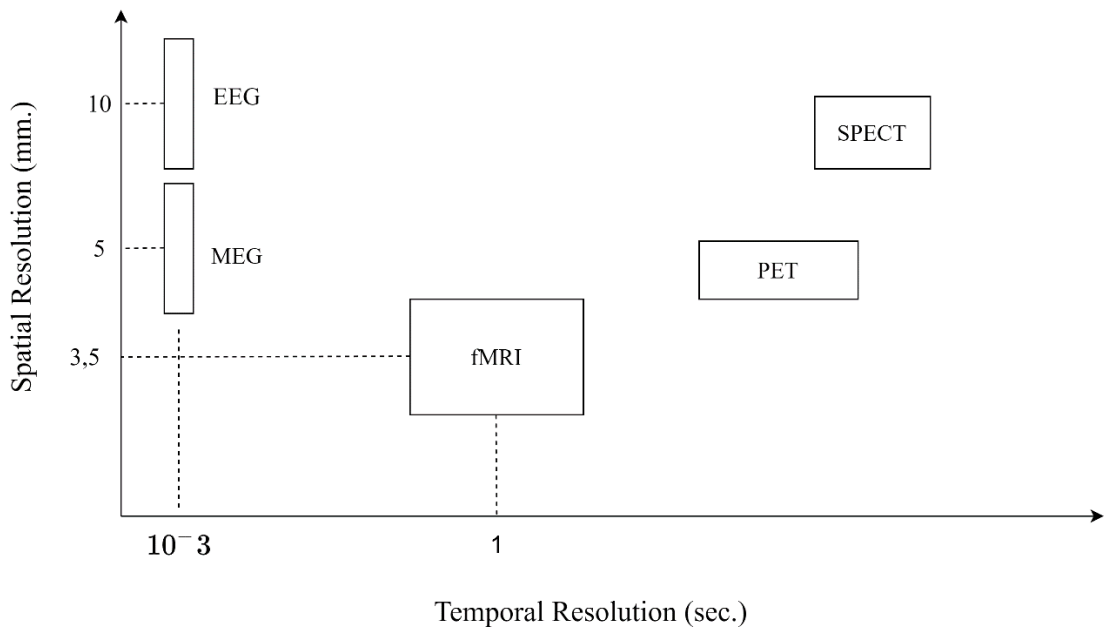 Spatial Resolution (mm.)
10
EEG
SPECT
5
MEG
PET
3,5
fMRI
10⁻3
1
Temporal Resolution (sec.)